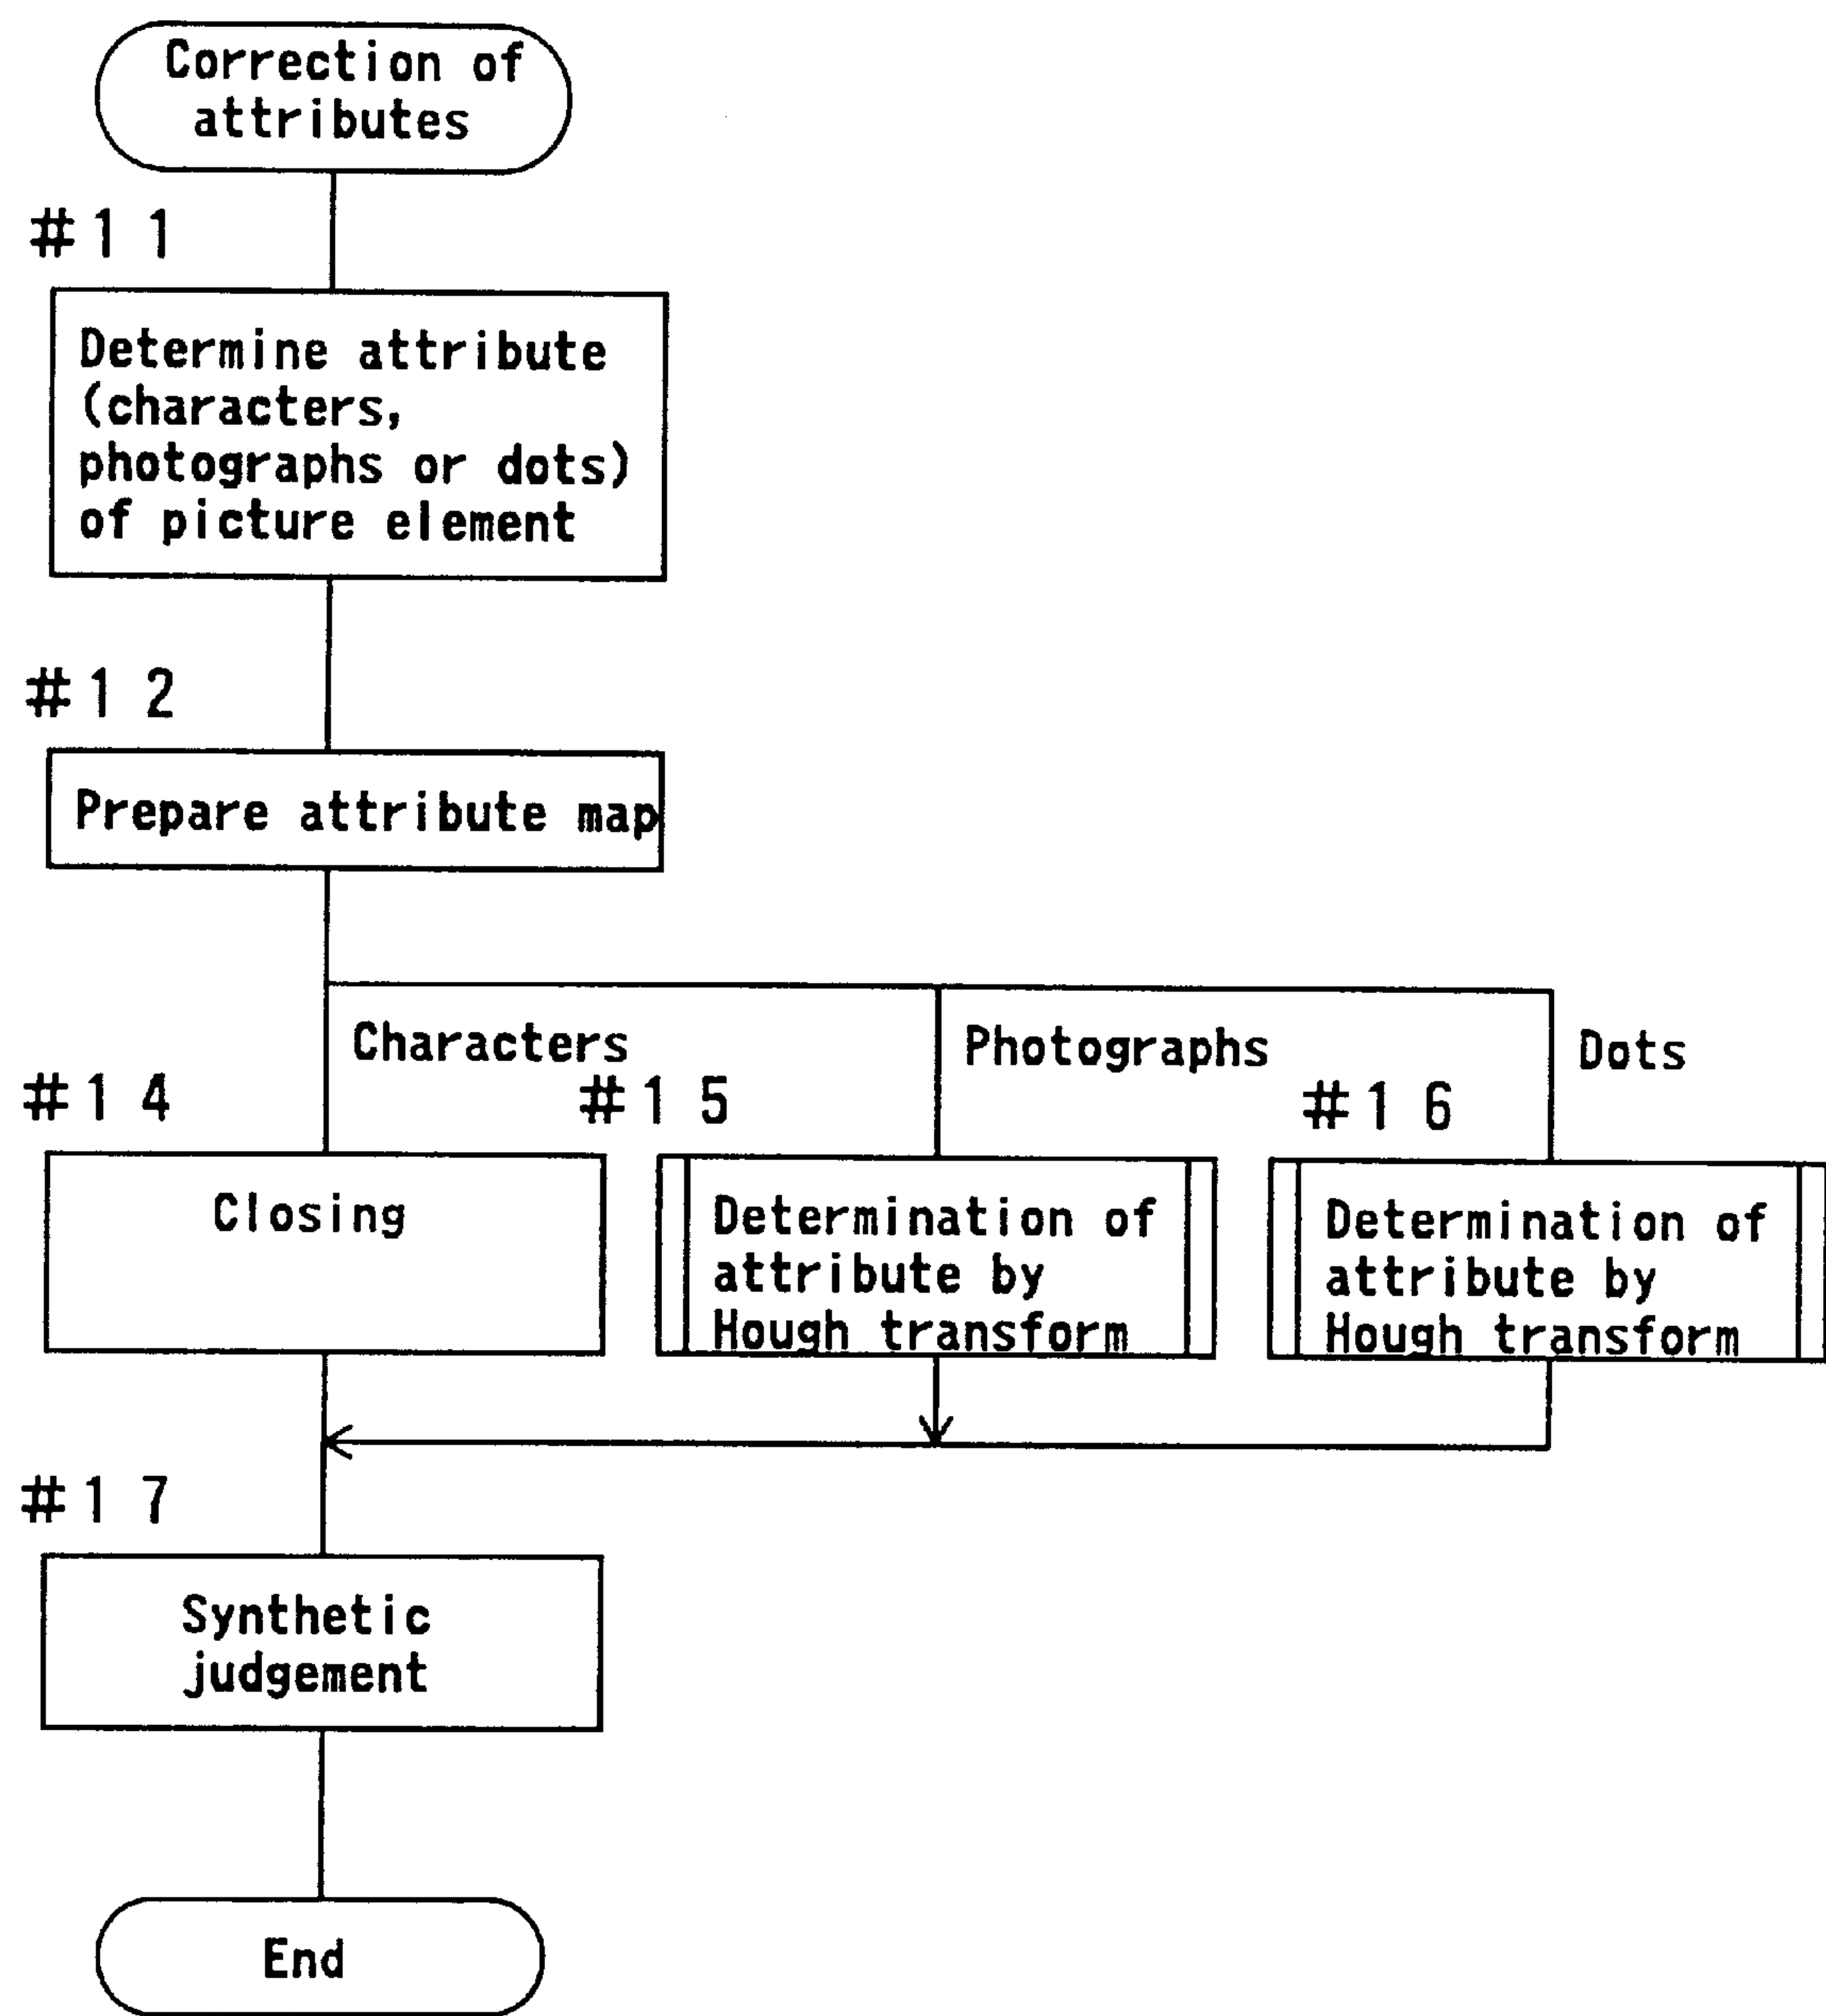 Correction of
attributes
#11
Determine attribute
(characters,
photographs or dots)
of picture element
#12
Prepare attribute map
Characters
Photographs
Dots
#14
#15
#16
Closing
Determination of
attribute by
Hough transform
Determination of
attribute by
Hough transform
#17
Synthetic
judgement
End